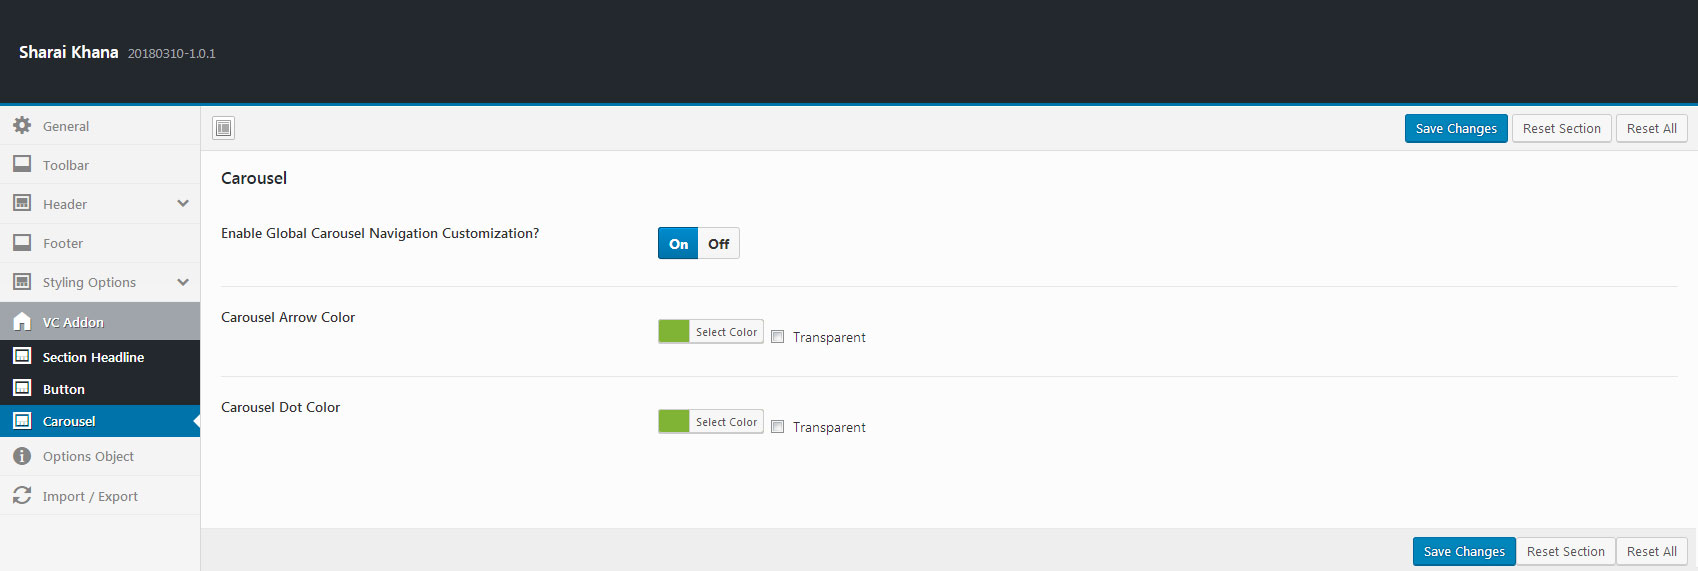 Sharai Khana 20180310-1.0.1
General
Toolbar
Header
Footer
Styling Options
VC Addon
Section Headline
Button
Carousel
Options Object
Import / Export
Save Changes Reset Section Reset All
Carousel
Enable Global Carousel Navigation Customization? On Off
Carousel Arrow Color Select Color Transparent
Carousel Dot Color Select Color Transparent
Save Changes Reset Section Reset All